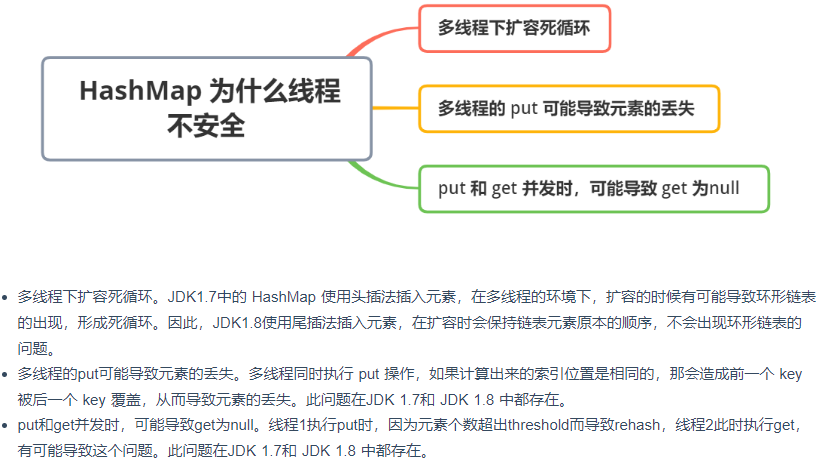 多线程下扩容死循环
HashMap 为什么线程
不安全
多线程的 put 可能导致元素的丢失
put 和 get 并发时，可能导致 get 为null
多线程下扩容死循环。JDK1.7中的 HashMap 使用头插法插入元素，在多线程的环境下，扩容的时候有可能导致环形链表
的出现，形成死循环。因此，JDK1.8使用尾插法插入元素，在扩容时会保持链表元素原本的顺序，不会出现环形链表的
问题。
多线程的put可能导致元素的丢失。多线程同时执行 put 操作，如果计算出来的索引位置是相同的，那会造成前一个 key
被后一个 key 覆盖，从而导致元素的丢失。此问题在JDK 1.7和 JDK 1.8 中都存在。
put和get并发时，可能导致get为null。线程1执行put时，因为元素个数超出threshold而导致rehash，线程2此时执行get，
有可能导致这个问题。此问题在JDK 1.7和 JDK 1.8 中都存在。